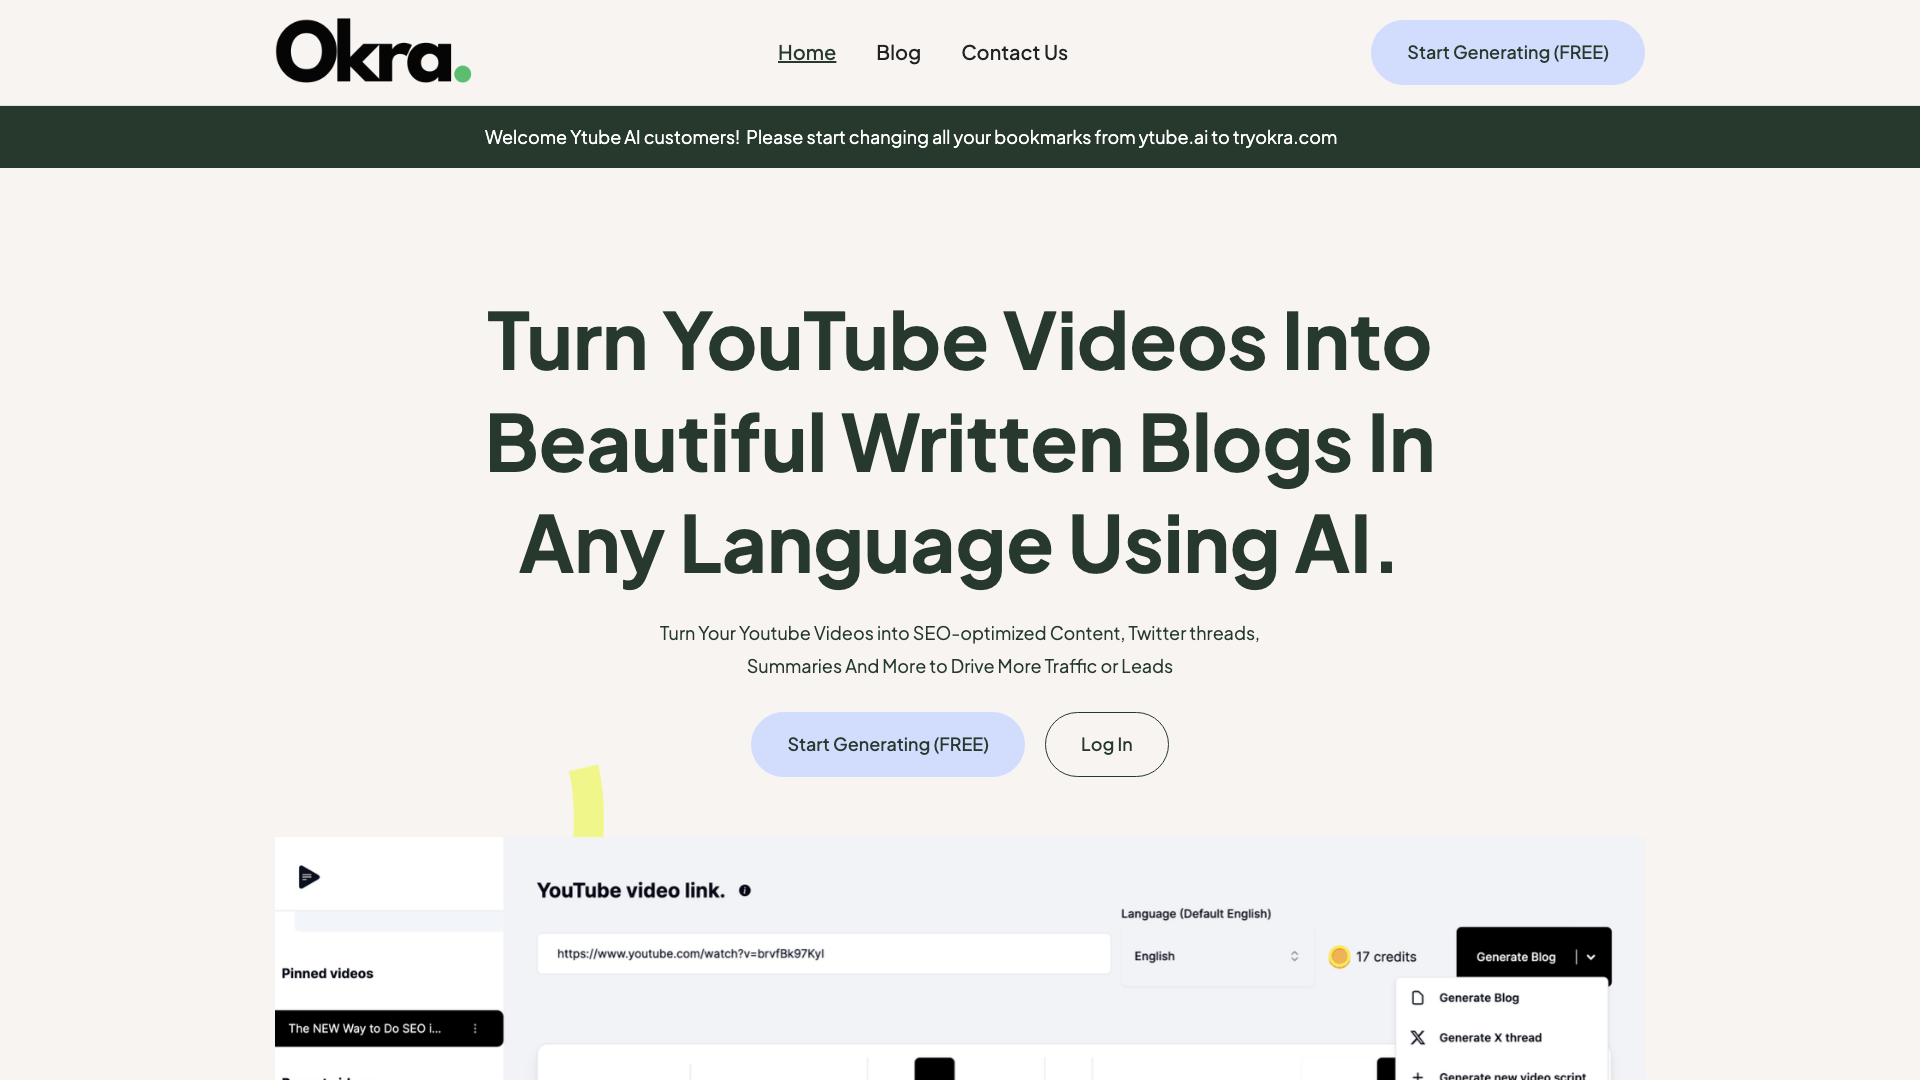 Okra.
Home
Blog
Contact Us
Start Generating (FREE)
Welcome Ytube AI customers! Please start changing all your bookmarks from ytube.ai to tryokra.com
Turn YouTube Videos Into
Beautiful Written Blogs In
Any Language Using AI.
Turn Your Youtube Videos into SEO-optimized Content, Twitter threads,
Summaries And More to Drive More Traffic or Leads
Start Generating (FREE)
Log In
YouTube video link.
Language (Default English)
https://www.youtube.com/watch?v=brvfBk97KyI
English
17 credits
Generate Blog
Pinned videos
Generate Blog
The NEW Way to Do SEO i...
Generate X thread
Generate new video script